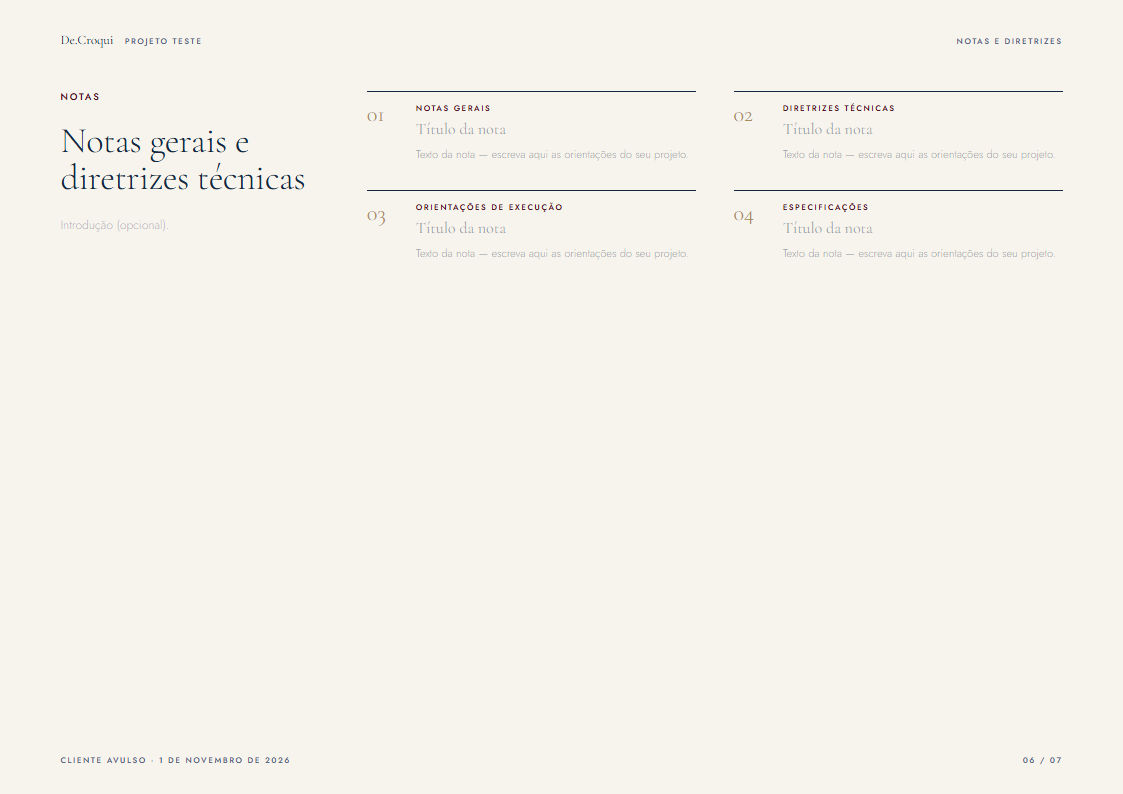 De.Croqui PROJETO TESTE
NOTAS E DIRETRIZES
NOTAS
Notas gerais e
diretrizes técnicas
Introdução (opcional).
01
NOTAS GERAIS
Título da nota
Texto da nota — escreva aqui as orientações do seu projeto.
02
DIRETRIZES TÉCNICAS
Título da nota
Texto da nota — escreva aqui as orientações do seu projeto.
03
ORIENTAÇÕES DE EXECUÇÃO
Título da nota
Texto da nota — escreva aqui as orientações do seu projeto.
04
ESPECIFICAÇÕES
Título da nota
Texto da nota — escreva aqui as orientações do seu projeto.
CLIENTE AVULSO · 1 DE NOVEMBRO DE 2026
06 / 07